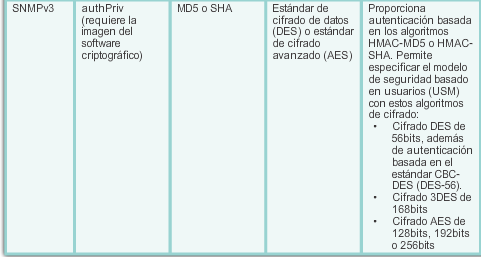 SNMPv3
authPriv
(requiere la
imagen del
software
criptográfico)
MD5 o SHA
Estándar de
cifrado de datos
(DES) o estándar
de cifrado
avanzado (AES)
Proporciona
autenticación basada
en los algoritmos
HMAC-MD5 o HMAC-
SHA. Permite
especificar el modelo
de seguridad basado
en usuarios (USM)
con estos algoritmos
de cifrado:
• Cifrado DES de
56bits, además
de autenticación
basada en el
estándar CBC-
DES (DES-56).
• Cifrado 3DES de
168bits
• Cifrado AES de
128bits, 192bits
o 256bits